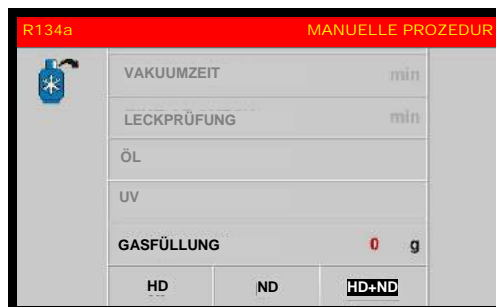 R134a MANUELLE PROZEDUR
VAKUUMZEIT min
LECKPRÜFUNG min
ÖL
UV
GASFÜLLUNG 0 g
HD ND HD+ND